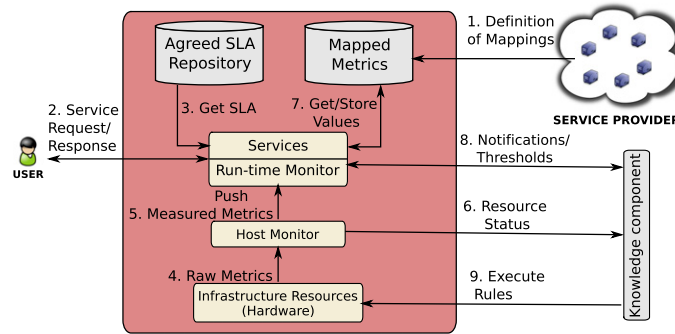 1. Definition
of Mappings
Agreed SLA
Repository
Mapped
Metrics
SERVICE PROVIDER
2. Service
Request/
Response
3. Get SLA
7. Get/Store
Values
USER
Services
Run-time Monitor
8. Notifications/
Thresholds
Push
5. Measured Metrics
Host Monitor
6. Resource
Status
Knowledge component
4. Raw Metrics
Infrastructure Resources
(Hardware)
9. Execute
Rules